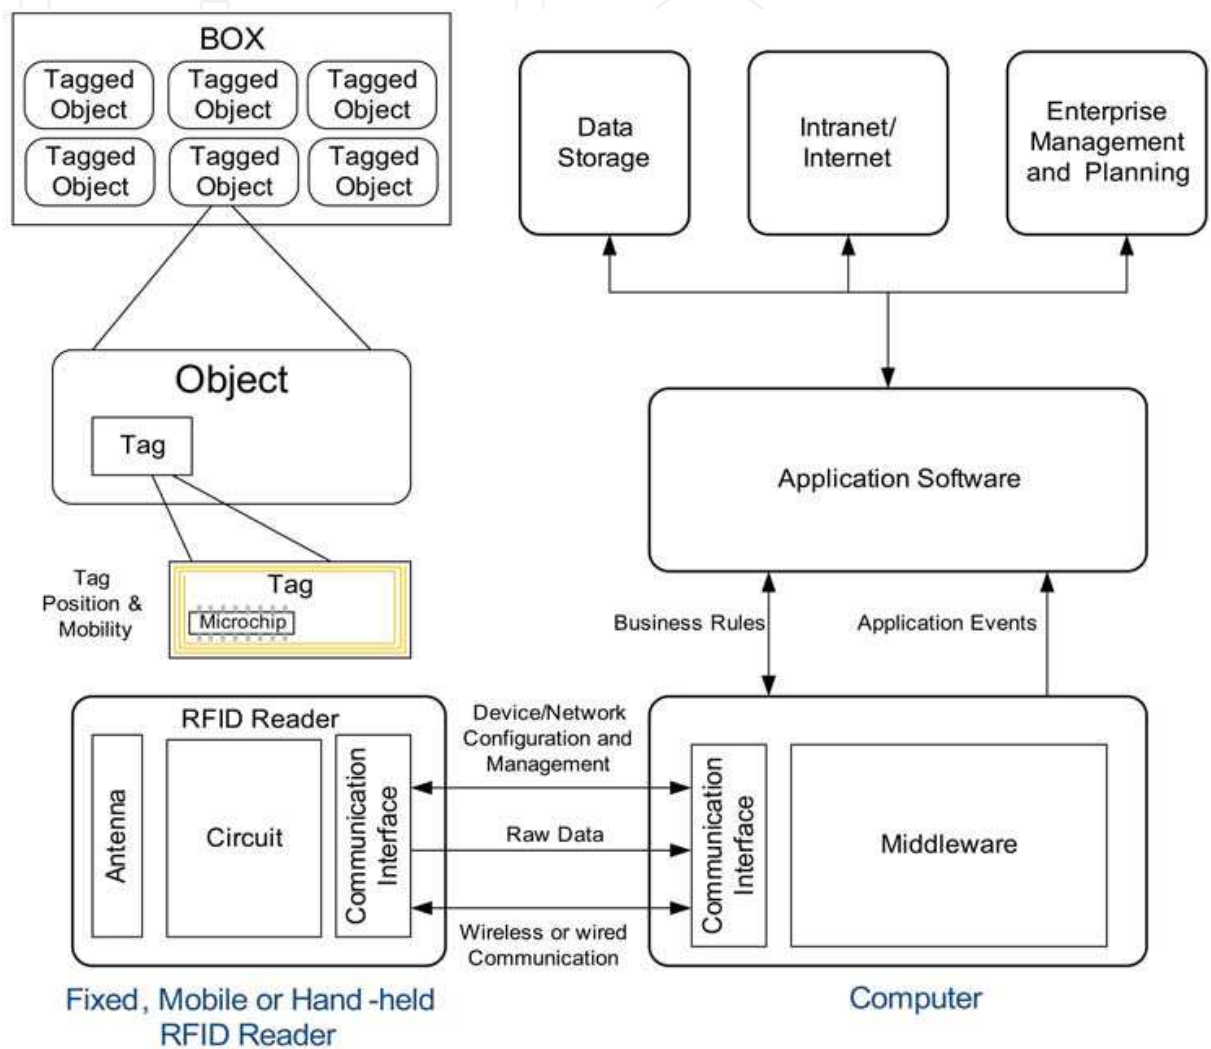 BOX
Tagged
Object
Tagged
Object
Tagged
Object
Tagged
Object
Tagged
Object
Tagged
Object
Object
Tag
Tag
Position &
Mobility
Tag
Microchip
RFID Reader
Antenna
Circuit
Communication
Interface
Fixed, Mobile or Hand -held
RFID Reader
Device/Network
Configuration and
Management
Raw Data
Wireless or wired
Communication
Data
Storage
Intranet/
Internet
Enterprise
Management
and Planning
Application Software
Business Rules
Application Events
Communication
Interface
Middleware
Computer